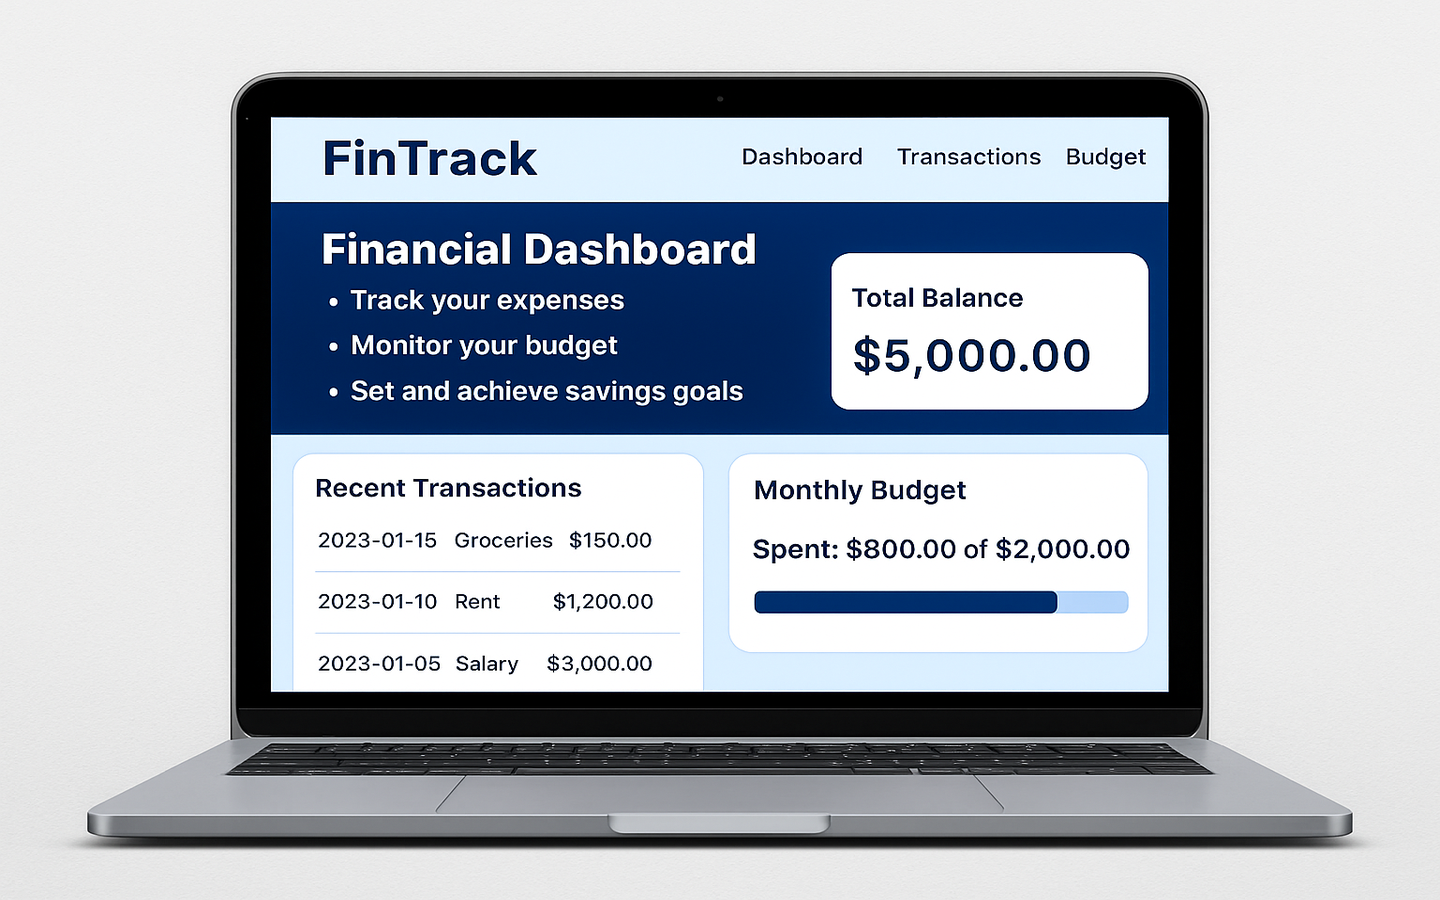 FinTrack
Dashboard Transactions Budget
Financial Dashboard
• Track your expenses
• Monitor your budget
• Set and achieve savings goals
Total Balance
$5,000.00
Recent Transactions
2023-01-15 Groceries $150.00
2023-01-10 Rent $1,200.00
2023-01-05 Salary $3,000.00
Monthly Budget
Spent: $800.00 of $2,000.00